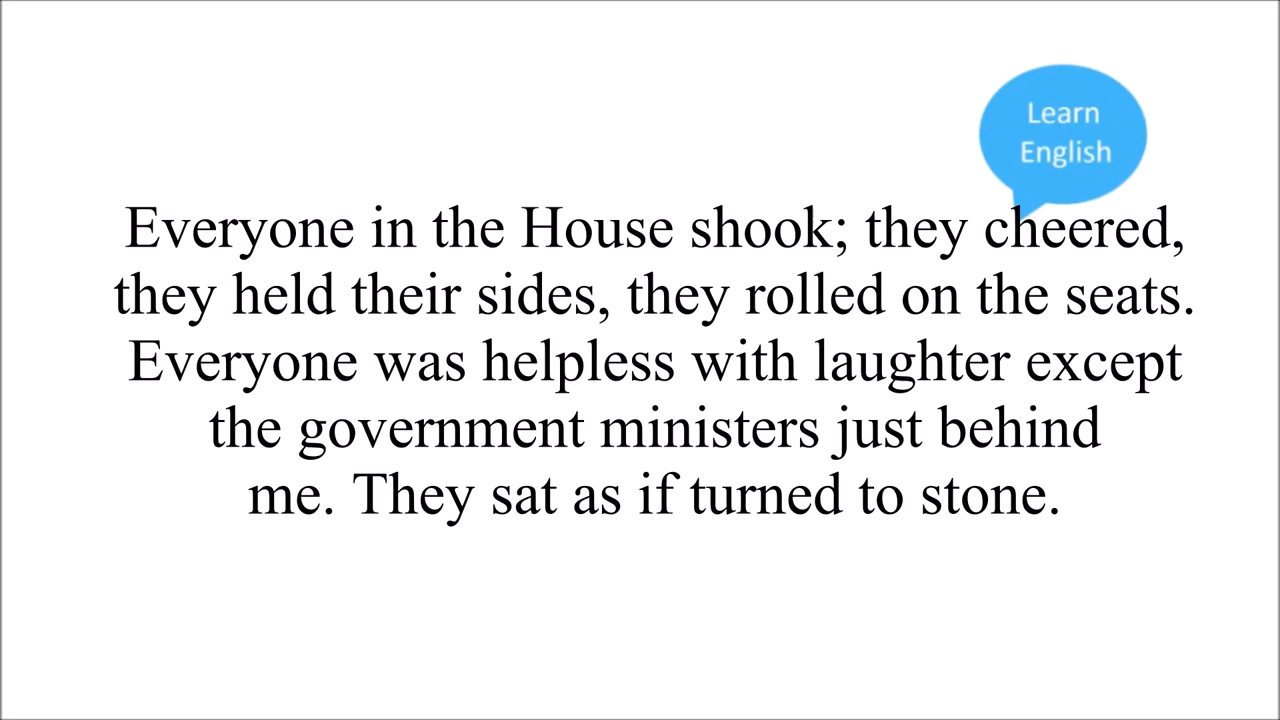 Learn
English
Everyone in the House shook; they cheered,
they held their sides, they rolled on the seats.
Everyone was helpless with laughter except
the government ministers just behind
me. They sat as if turned to stone.